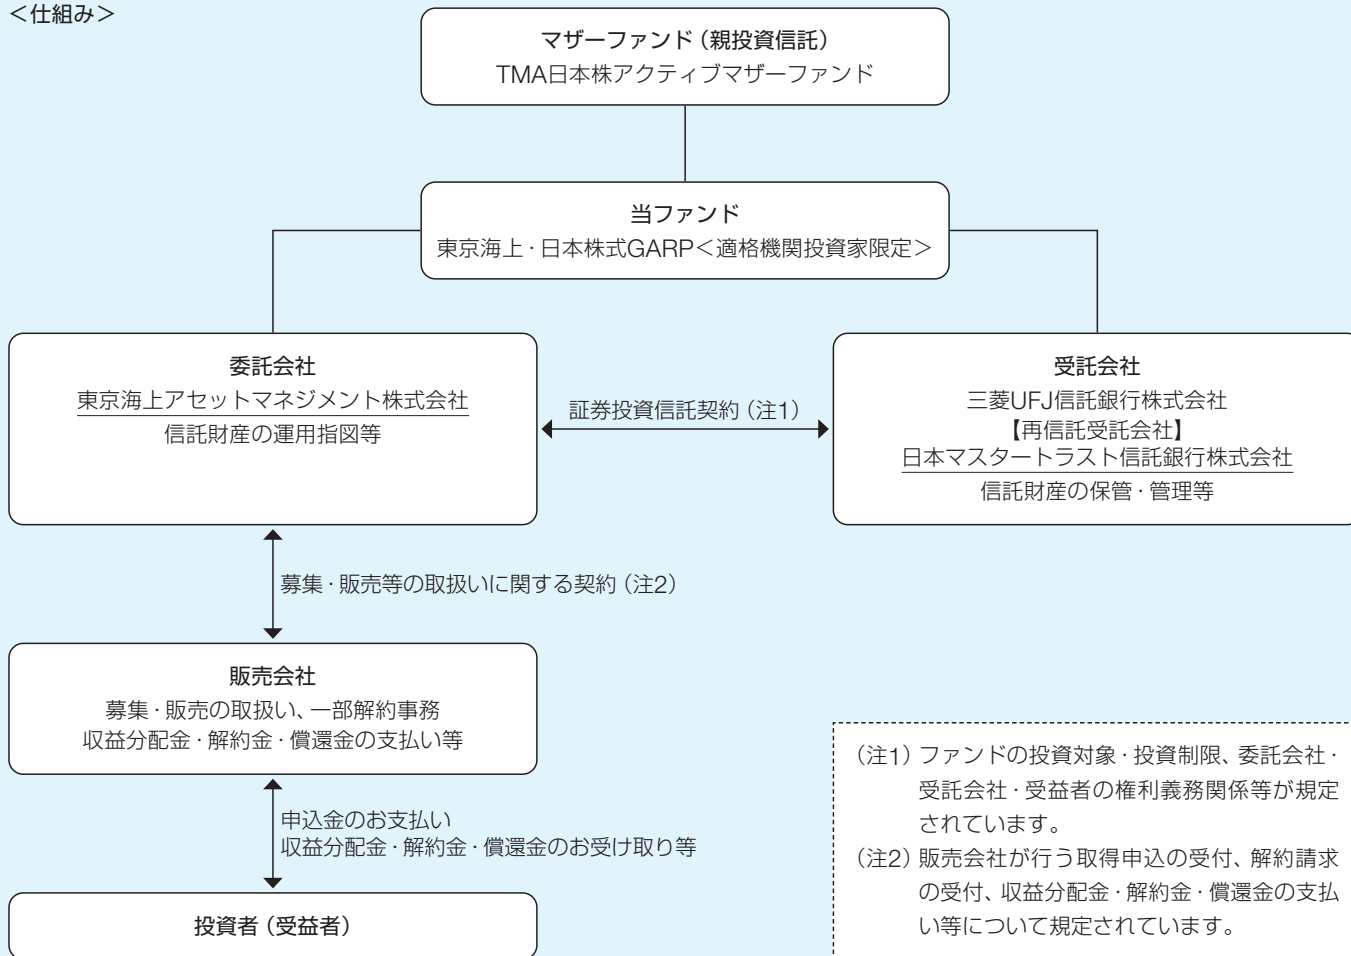 ＜仕組み＞
マザーファンド（親投資信託）
TMA日本株アクティブマザーファンド
当ファンド
東京海上・日本株式GARP＜適格機関投資家限定＞
委託会社
東京海上アセットマネジメント株式会社
信託財産の運用指図等
証券投資信託契約（注1）
受託会社
三菱UFJ信託銀行株式会社
【再信託受託会社】
日本マスタートラスト信託銀行株式会社
信託財産の保管・管理等
募集・販売等の取扱いに関する契約（注2）
販売会社
募集・販売の取扱い、一部解約事務
収益分配金・解約金・償還金の支払い等
申込金のお支払い
収益分配金・解約金・償還金のお受け取り等
投資者（受益者）
（注1）ファンドの投資対象・投資制限、委託会社・
受託会社・受益者の権利義務関係等が規定
されています。
（注2）販売会社が行う取得申込の受付、解約請求
の受付、収益分配金・解約金・償還金の支払
い等について規定されています。